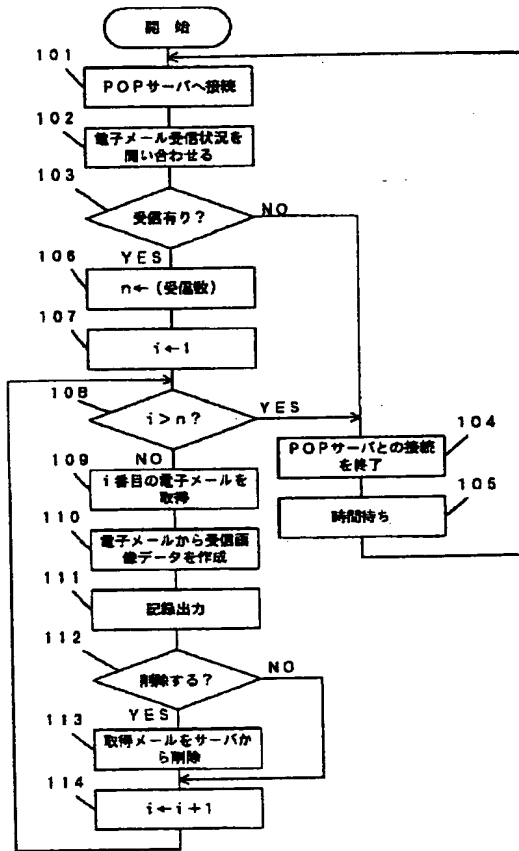 開始
101
POPサーバへ接続
102
電子メール受信状況を
問い合わせる
103
受信有り？
NO
YES
106
n←(受信数)
107
i←1
108
i>n？
YES
NO
104
POPサーバとの接続
を終了
105
時間待ち
109
i番目の電子メールを
取得
110
電子メールから受信画
像データを作成
111
記録出力
112
削除する？
NO
YES
113
取得メールをサーバか
ら削除
114
i←i+1